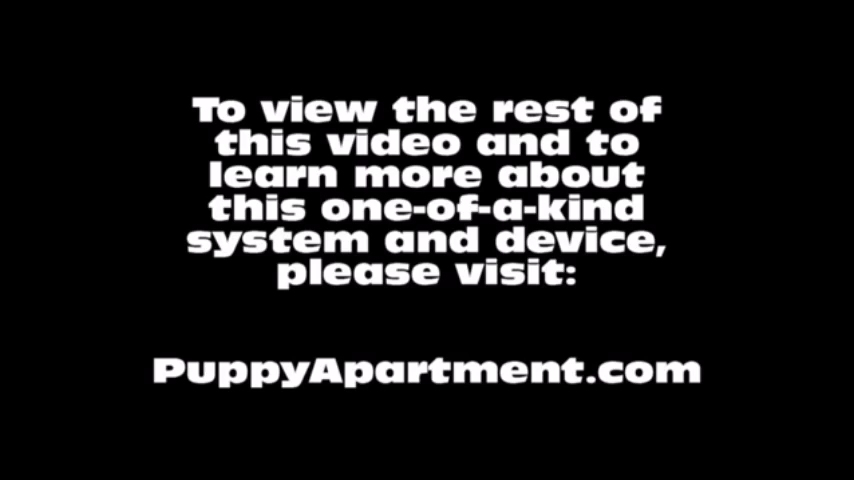 To view the rest of
this video and to
learn more about
this one-of-a-kind
system and device,
please visit:
PuppyApartment.com